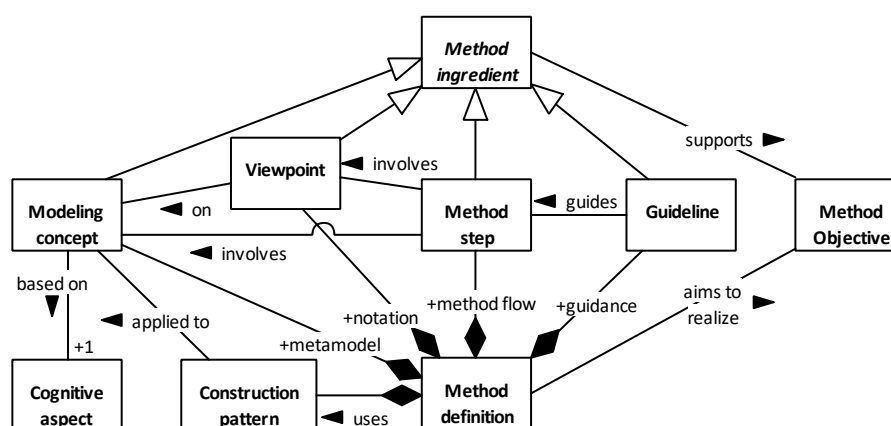 Method
ingredient
supports
Viewpoint
involves
Modeling
concept
on
Method
step
guides
Guideline
Method
Objective
involves
based on
applied to
+notation
+method flow
+guidance
aims to
realize
+metamodel
+1
Cognitive
aspect
Construction
pattern
uses
Method
definition